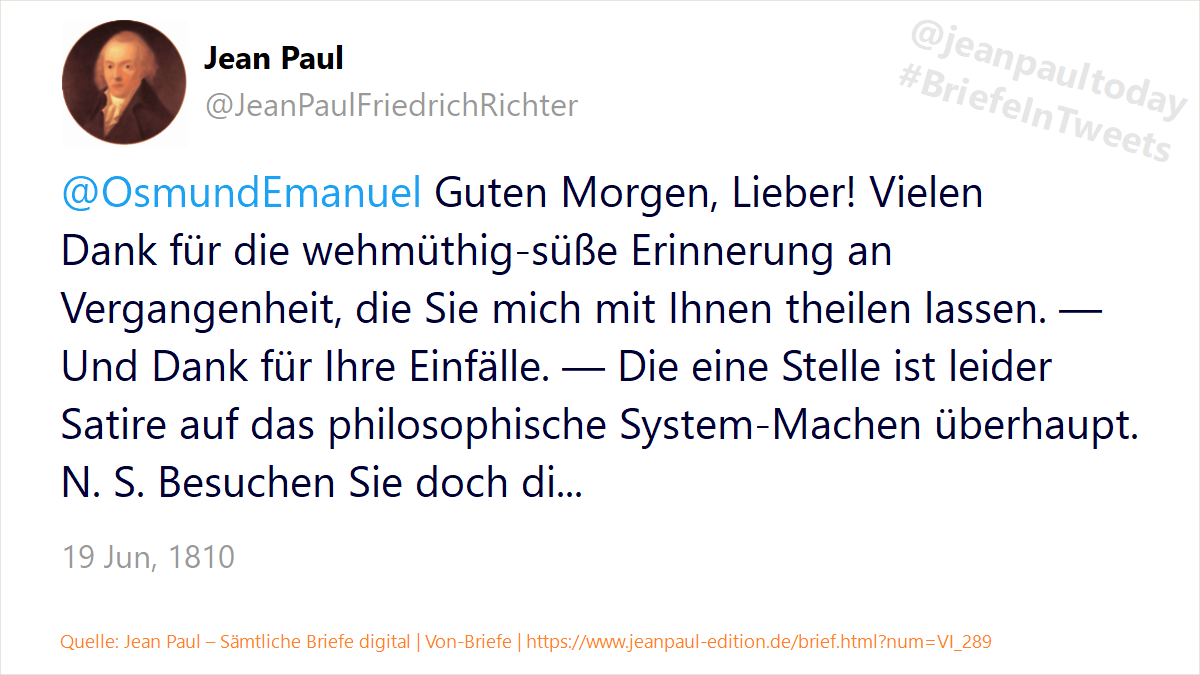 Jean Paul
@JeanPaulFriedrichRichter
@jeanpaultoday
#BriefeInTweets
@OsmundEmanuel Guten Morgen, Lieber! Vielen
Dank für die wehmüthig-süße Erinnerung an
Vergangenheit, die Sie mich mit Ihnen theilen lassen. —
Und Dank für Ihre Einfälle. — Die eine Stelle ist leider
Satire auf das philosophische System-Machen überhaupt.
N. S. Besuchen Sie doch di...
19 Jun, 1810
Quelle: Jean Paul – Sämtliche Briefe digital | Von-Briefe | https://www.jeanpaul-edition.de/brief.html?num=VI_289